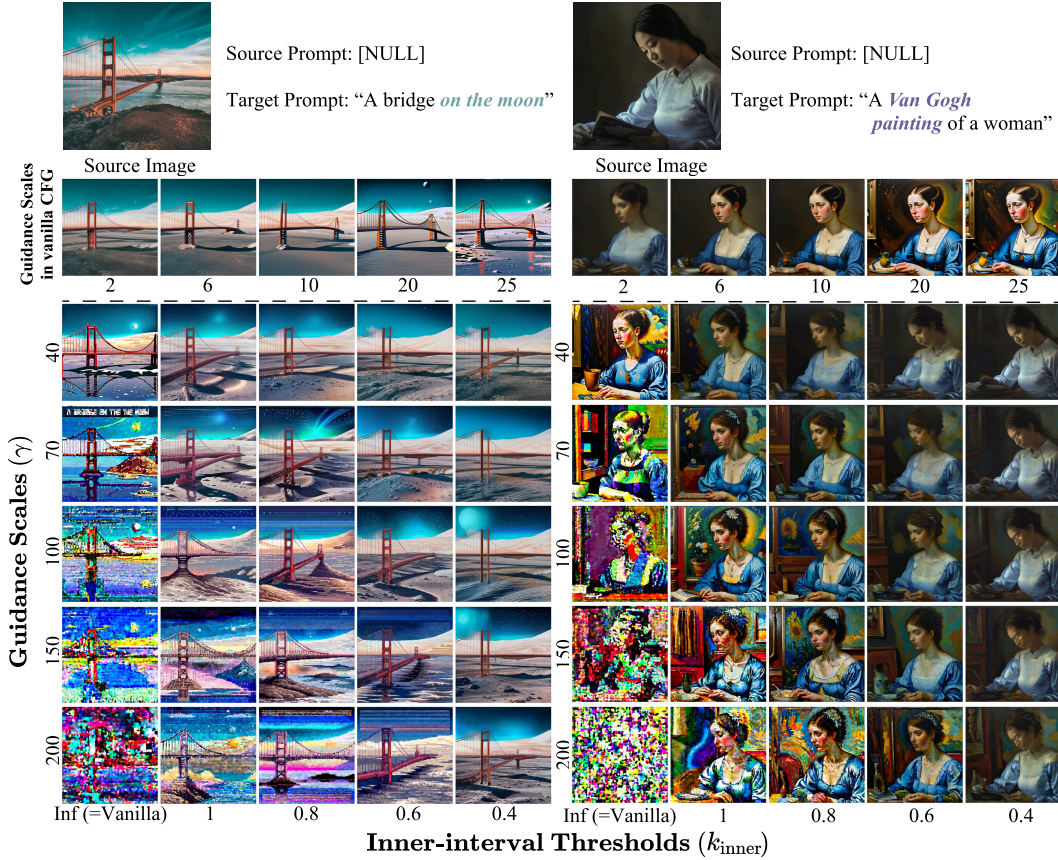 Source Prompt: [NULL]
Target Prompt: “A bridge on the moon”
Source Image
Source Prompt: [NULL]
Target Prompt: “A Van Gogh
painting of a woman”
Source Image
Guidance Scales
in vanilla CFG
2 6 10 20 25
2 6 10 20 25
Guidance Scales (γ)
40
A BRIDGE ON THE THE MOON
70
100
150
200
40
70
100
150
200
Inf (=Vanilla) 1 0.8 0.6 0.4
Inf (=Vanilla) 1 0.8 0.6 0.4
Inner-interval Thresholds (k_inner)